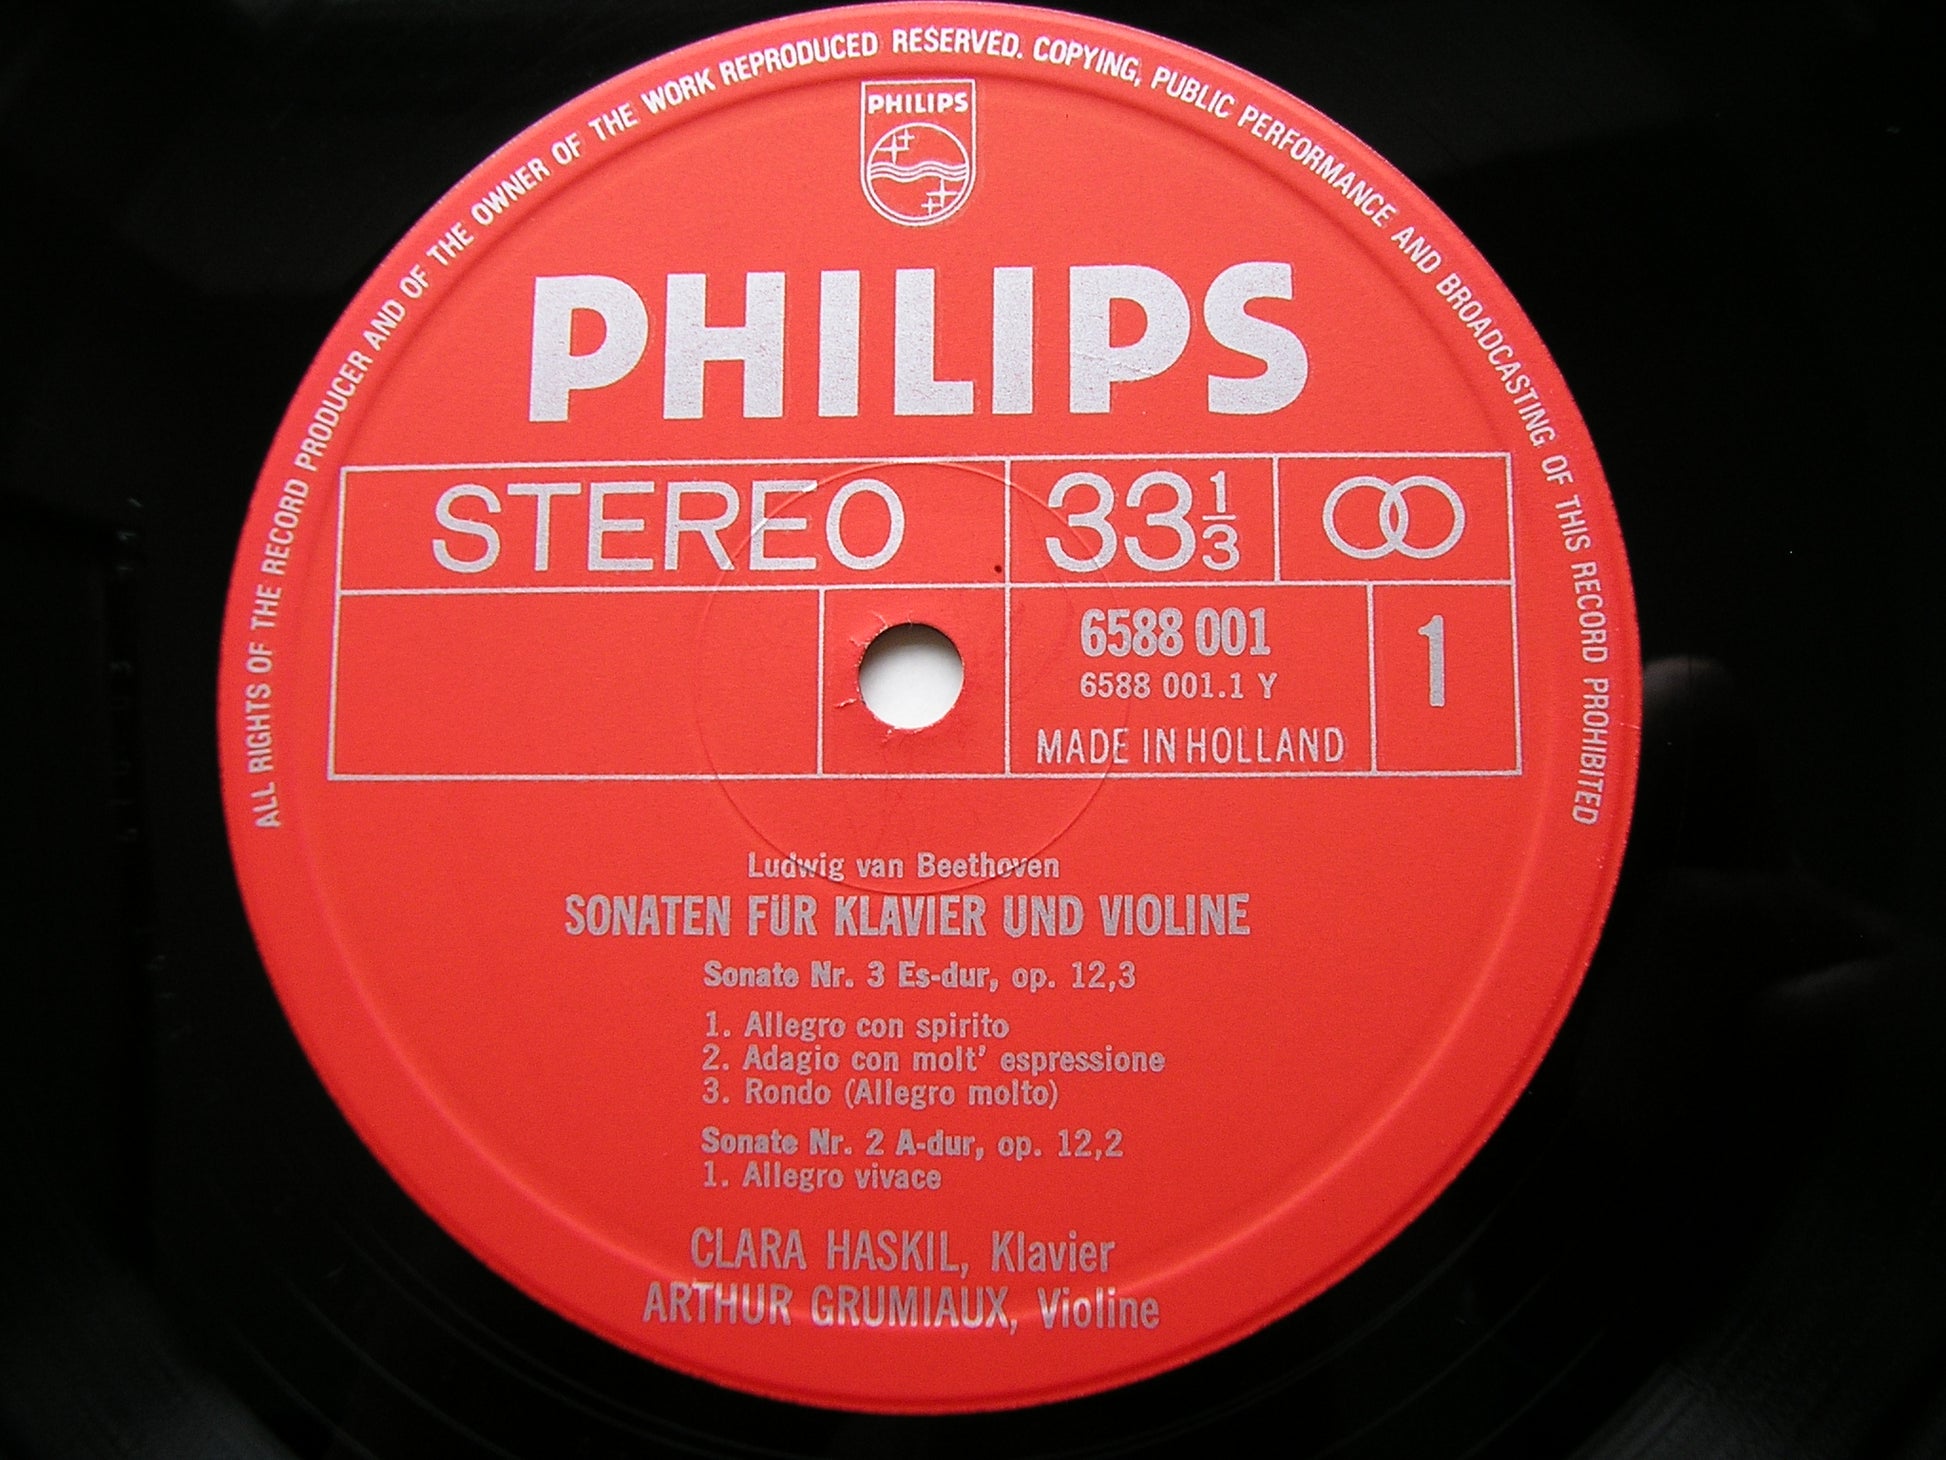 ALL RIGHTS OF THE RECORD PRODUCER AND OF THE OWNER OF THE WORK REPRODUCED RESERVED. COPYING, PUBLIC PERFORMANCE AND BROADCASTING OF THIS RECORD PROHIBITED
PHILIPS
PHILIPS
STEREO 33 1/3
6588 001 1
6588 001.1 Y
MADE IN HOLLAND
Ludwig van Beethoven
SONATEN FÜR KLAVIER UND VIOLINE
Sonate Nr. 3 Es-dur, op. 12,3
1. Allegro con spirito
2. Adagio con molt' espressione
3. Rondo (Allegro molto)
Sonate Nr. 2 A-dur, op. 12,2
1. Allegro vivace
CLARA HASKIL, Klavier
ARTHUR GRUMIAUX, Violine